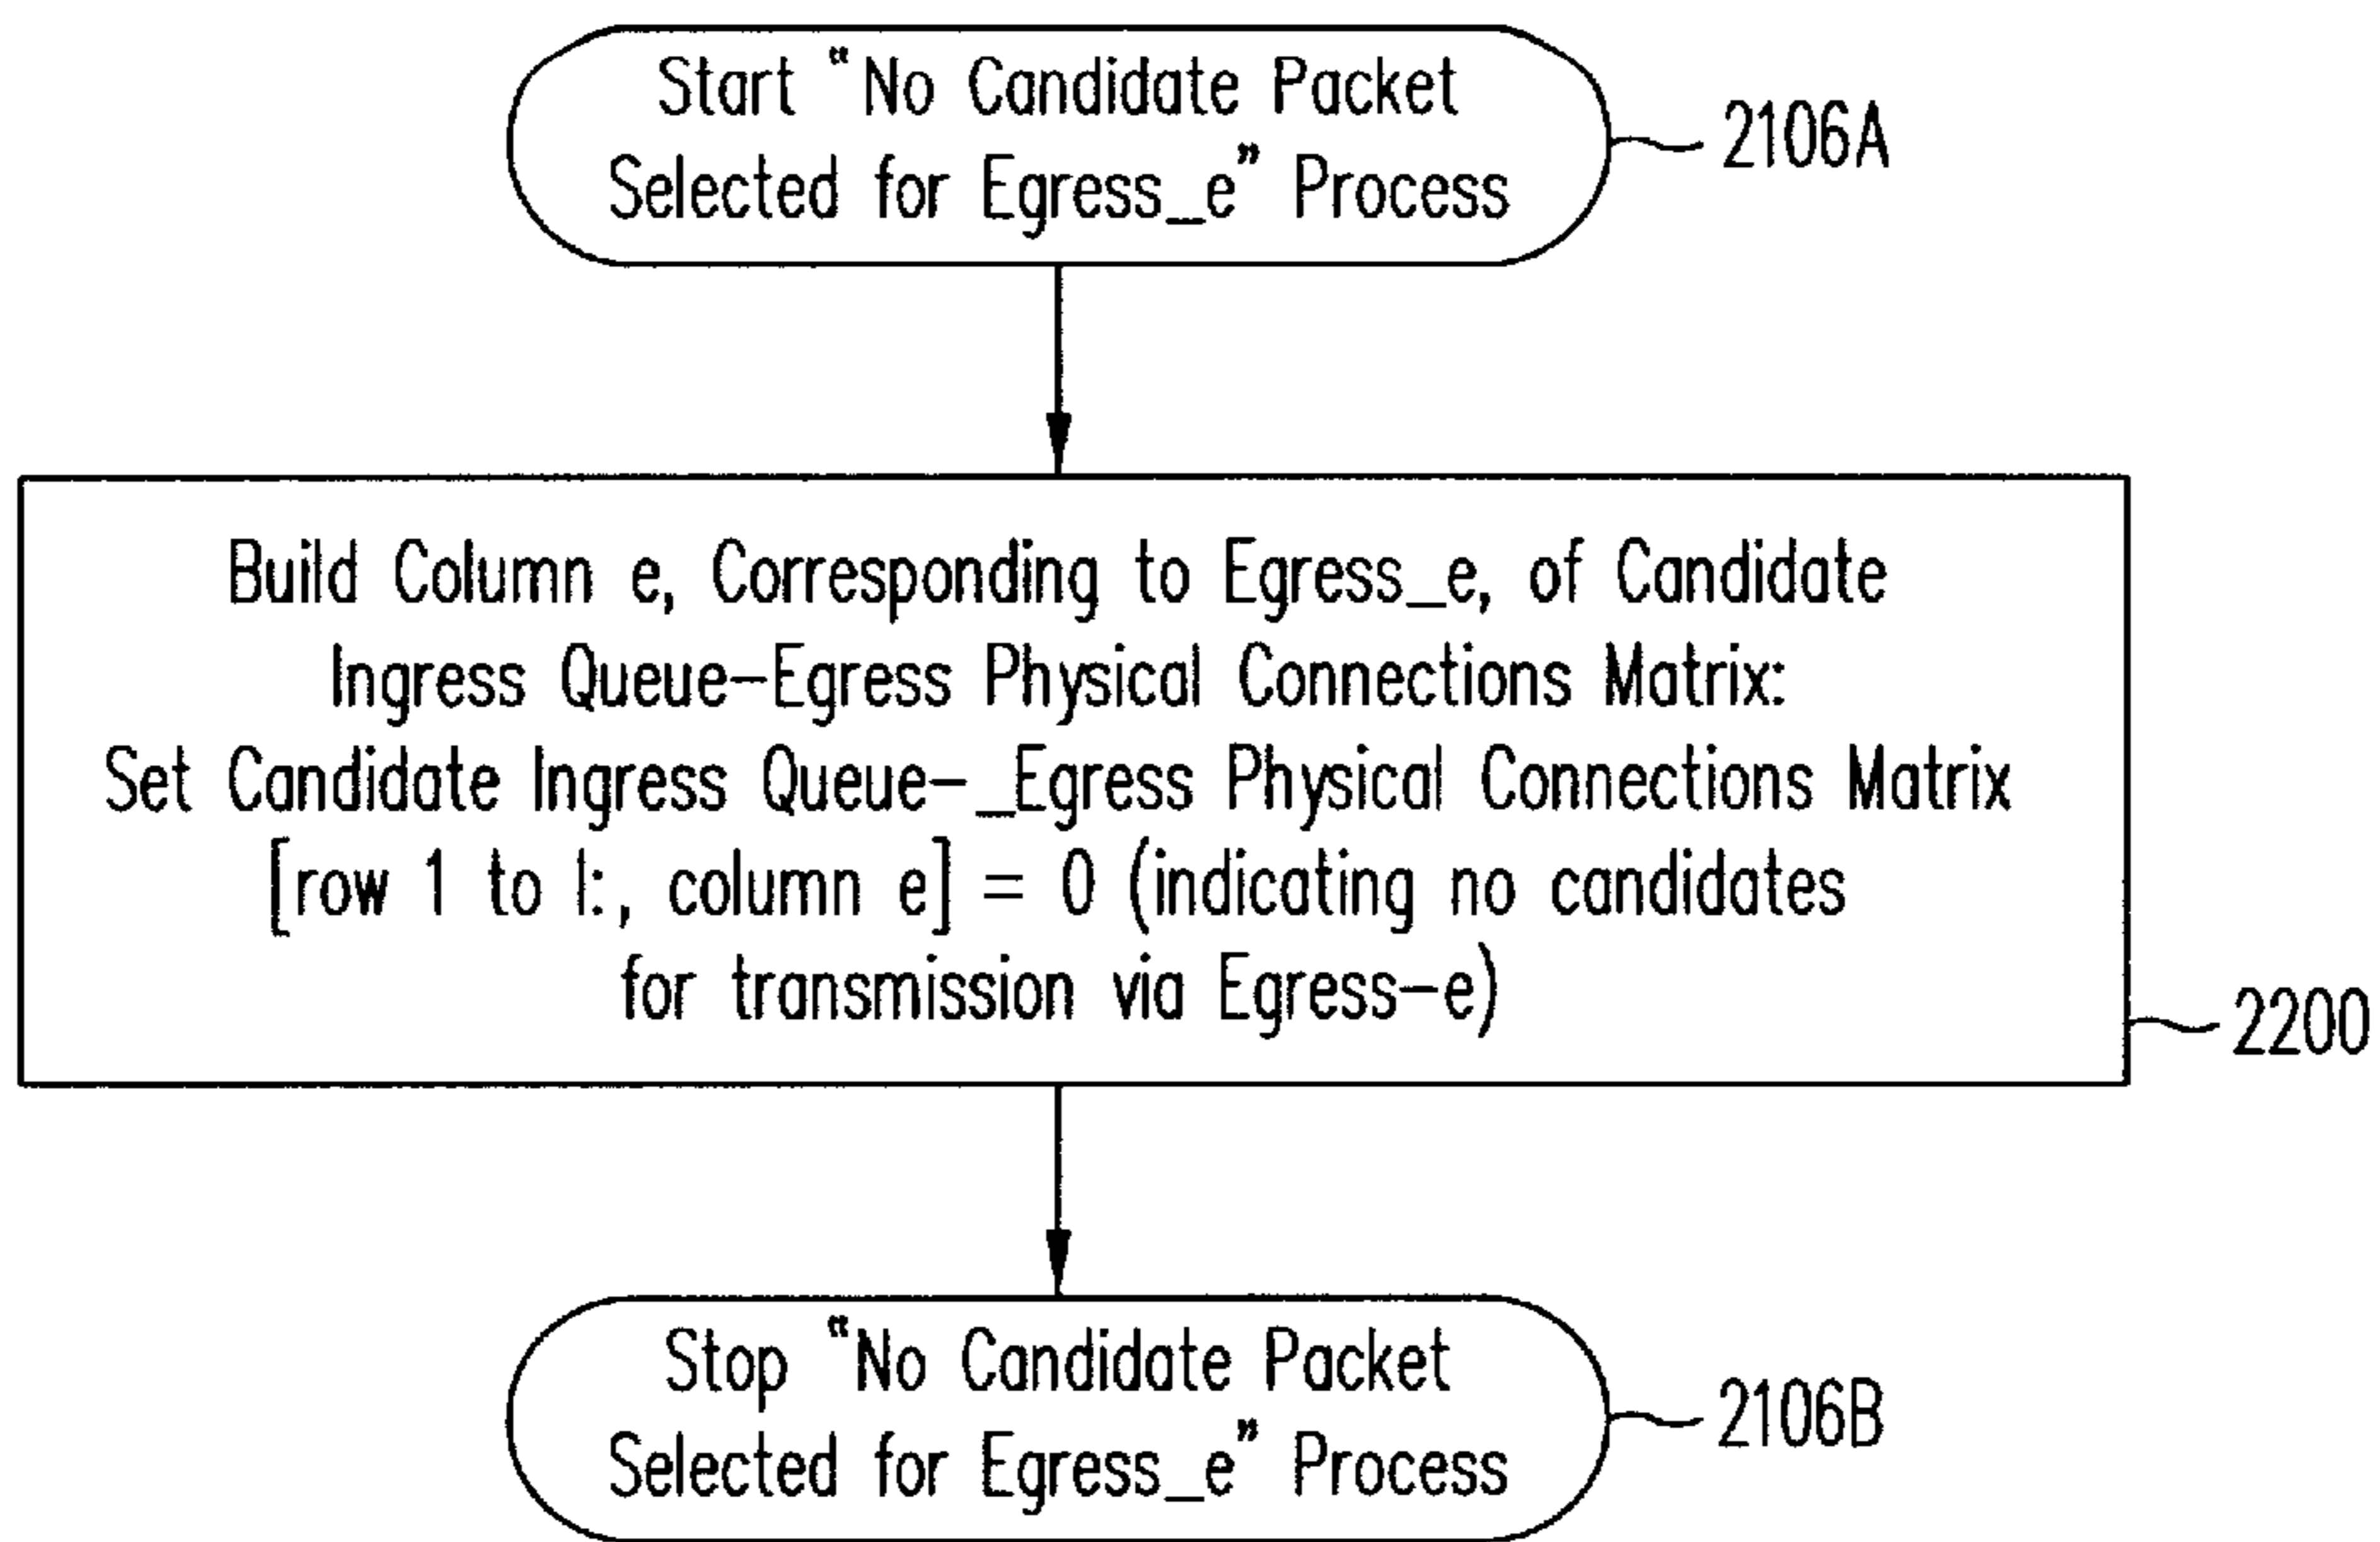 Start “No Candidate Packet
Selected for Egress_e” Process
2106A
Build Column e, Corresponding to Egress_e, of Candidate
Ingress Queue-Egress Physical Connections Matrix:
Set Candidate Ingress Queue-_Egress Physical Connections Matrix
[row 1 to I:, column e] = 0 (indicating no candidates
for transmission via Egress-e)
2200
Stop “No Candidate Packet
Selected for Egress_e” Process
2106B